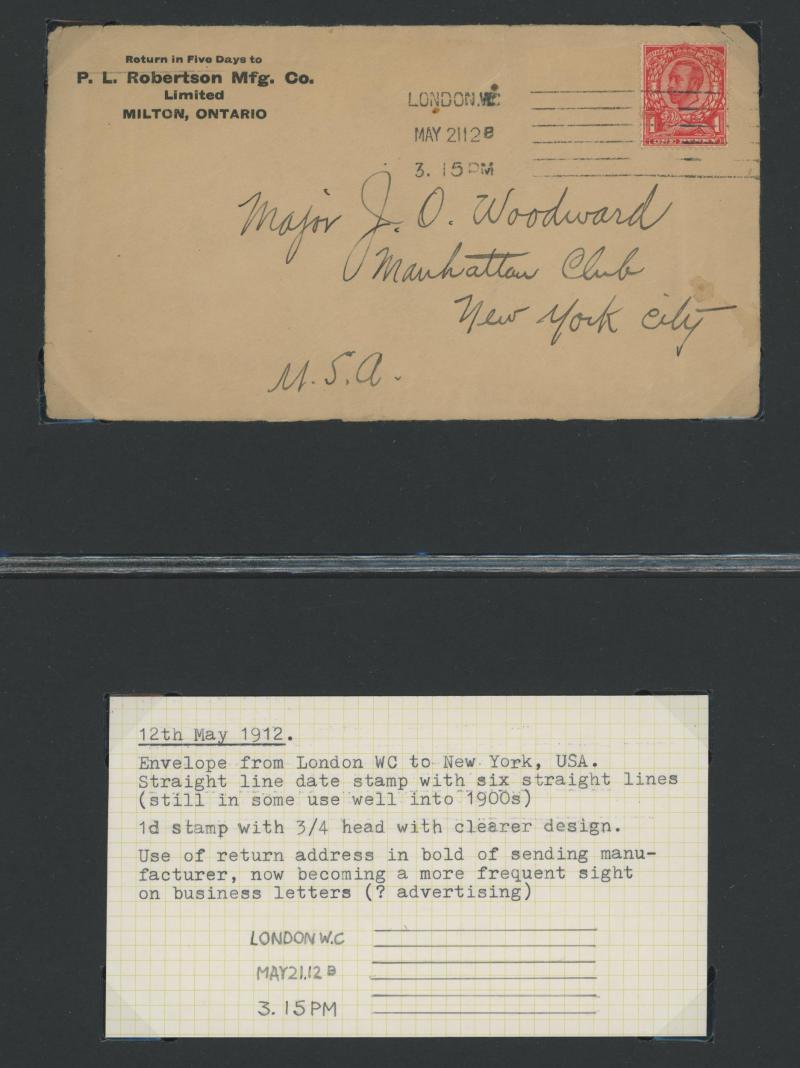 Return in Five Days to
P. L. Robertson Mfg. Co.
Limited
MILTON, ONTARIO
LONDON.W.C
MAY 21 12 B
3. 15 PM
ONE PENNY
Major J. O. Woodward
Manhattan Club
New York City
U. S. A.
12th May 1912.
Envelope from London WC to New York, USA.
Straight line date stamp with six straight lines
(still in some use well into 1900s)
1d stamp with 3/4 head with clearer design.
Use of return address in bold of sending manu-
facturer, now becoming a more frequent sight
on business letters (? advertising)
LONDON W.C
MAY 21.12 B
3. 15 PM